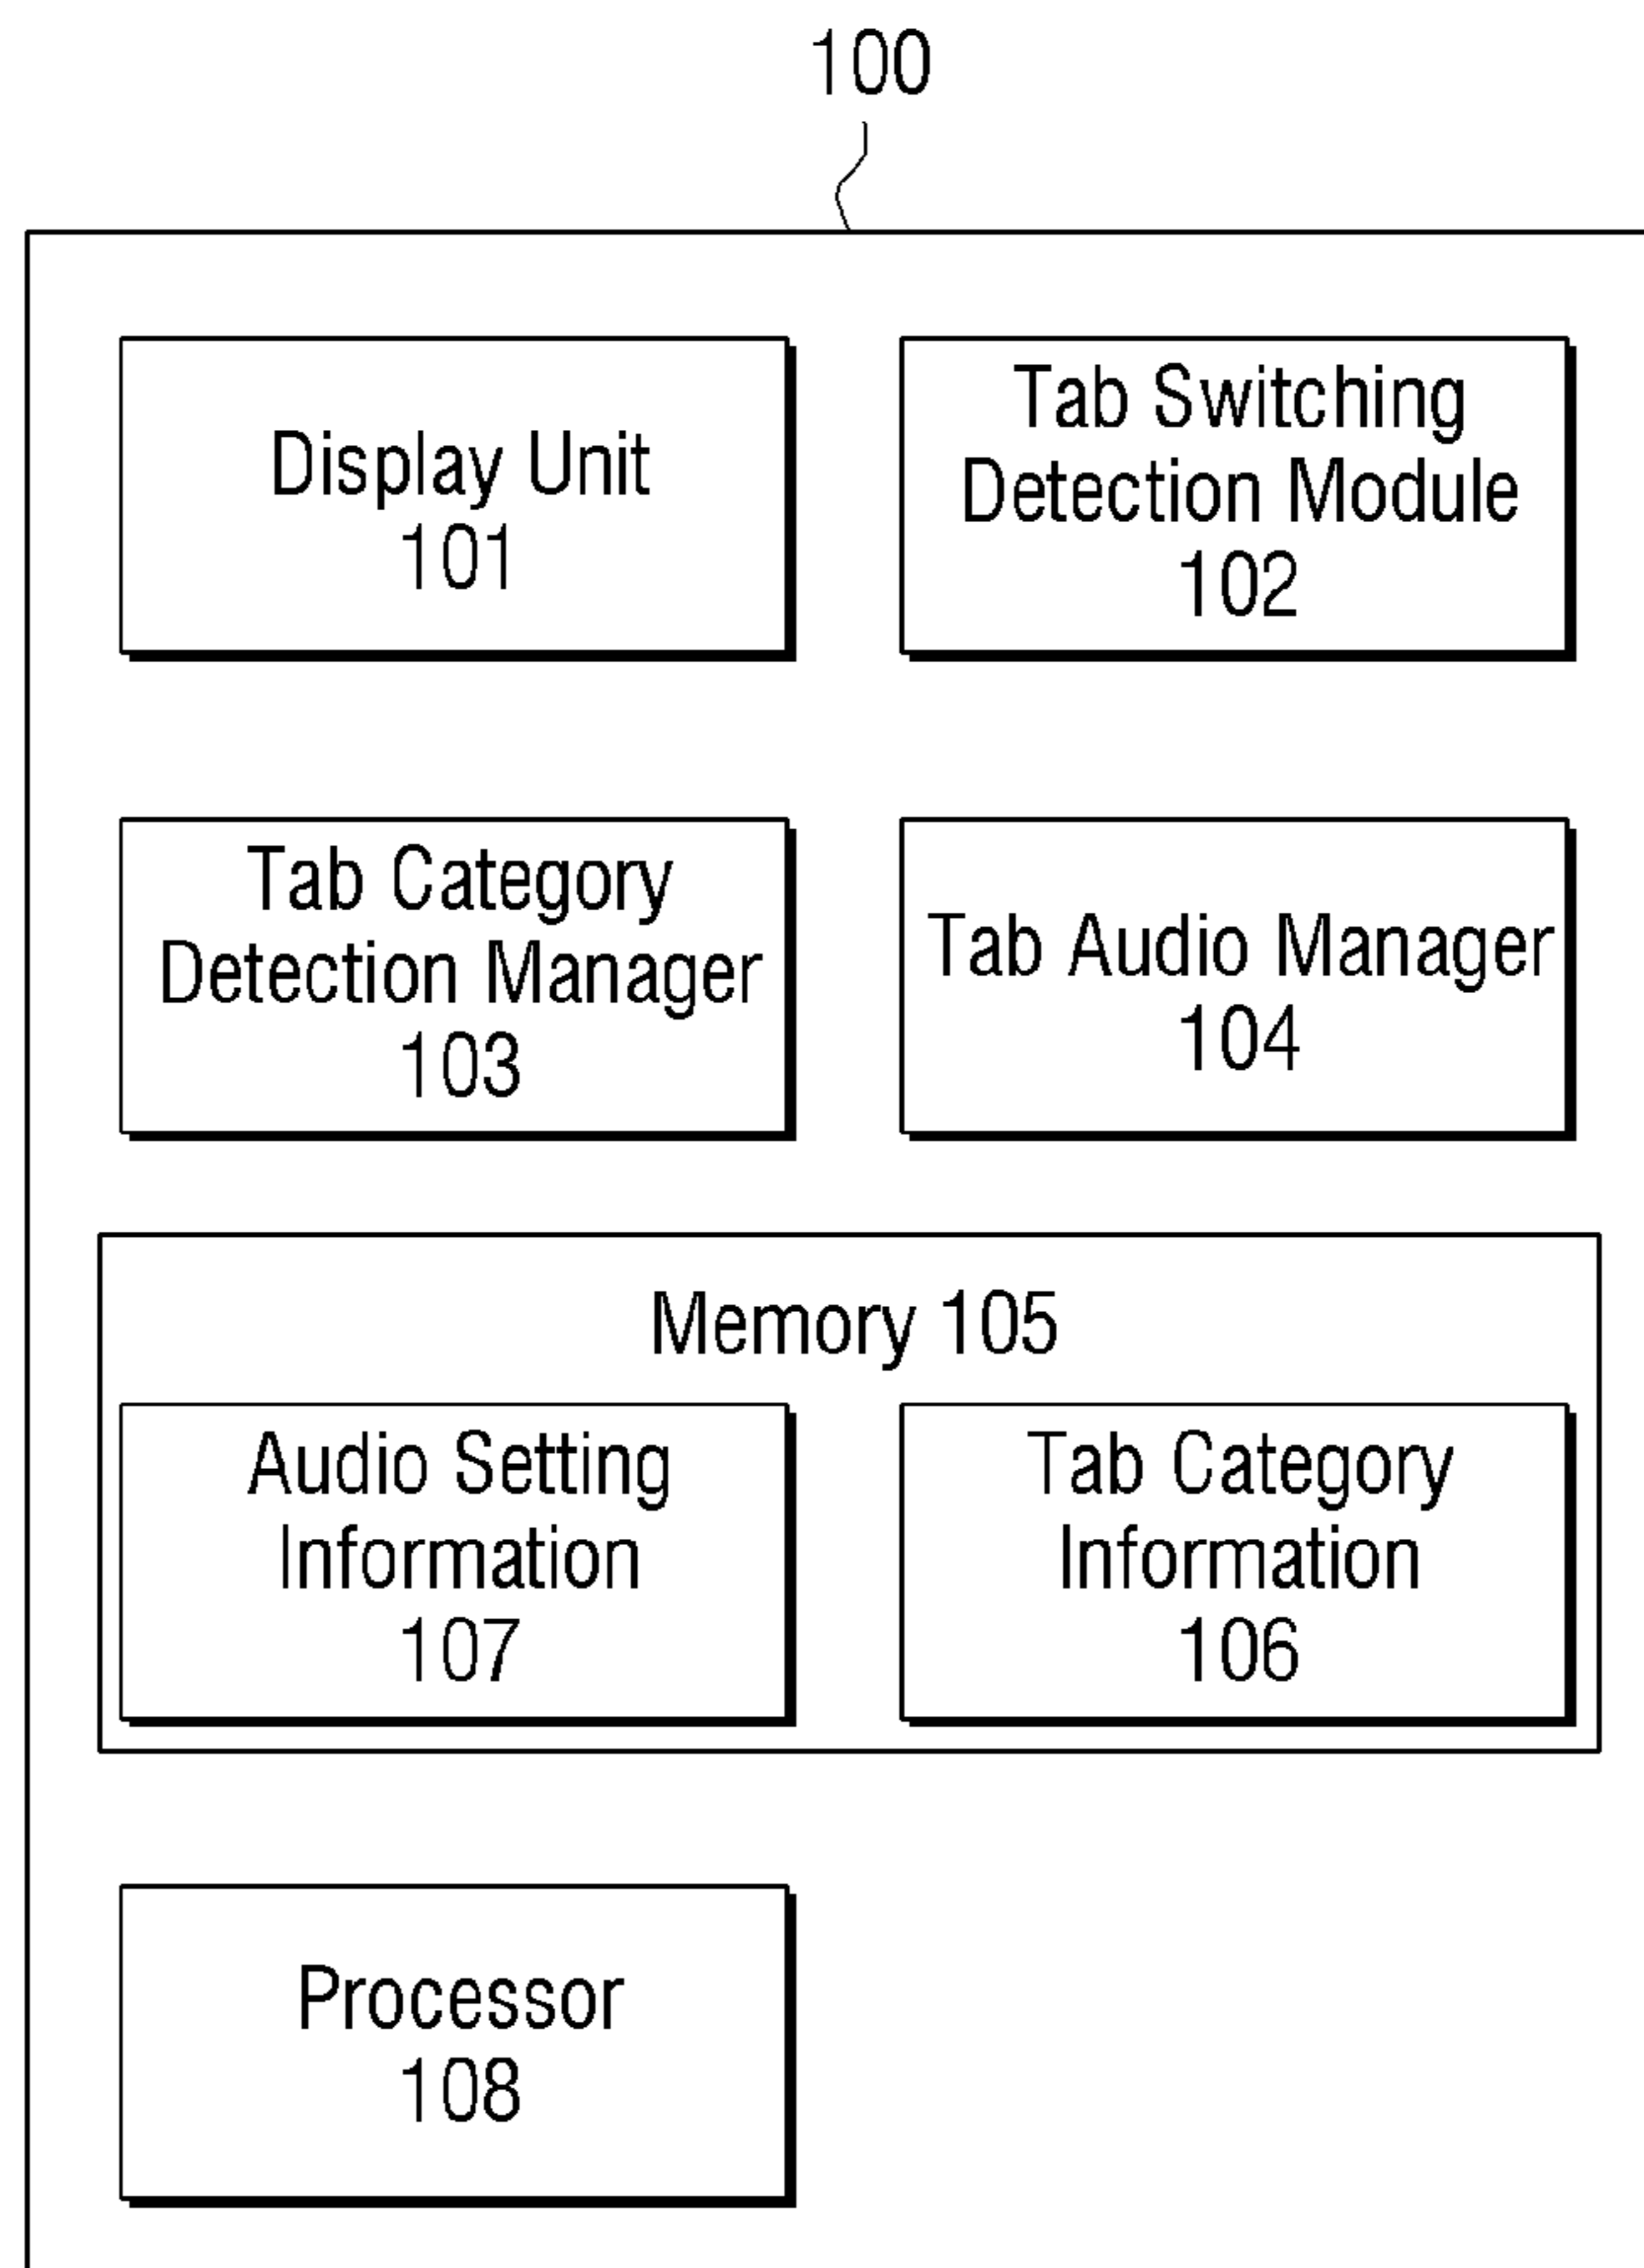 100
Display Unit
101
Tab Switching
Detection Module
102
Tab Category
Detection Manager
103
Tab Audio Manager
104
Memory 105
Audio Setting
Information
107
Tab Category
Information
106
Processor
108